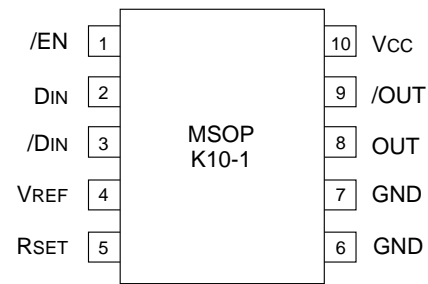 /EN 1
DIN 2
/DIN 3
VREF 4
RSET 5
MSOP
K10-1
10 VCC
9 /OUT
8 OUT
7 GND
6 GND